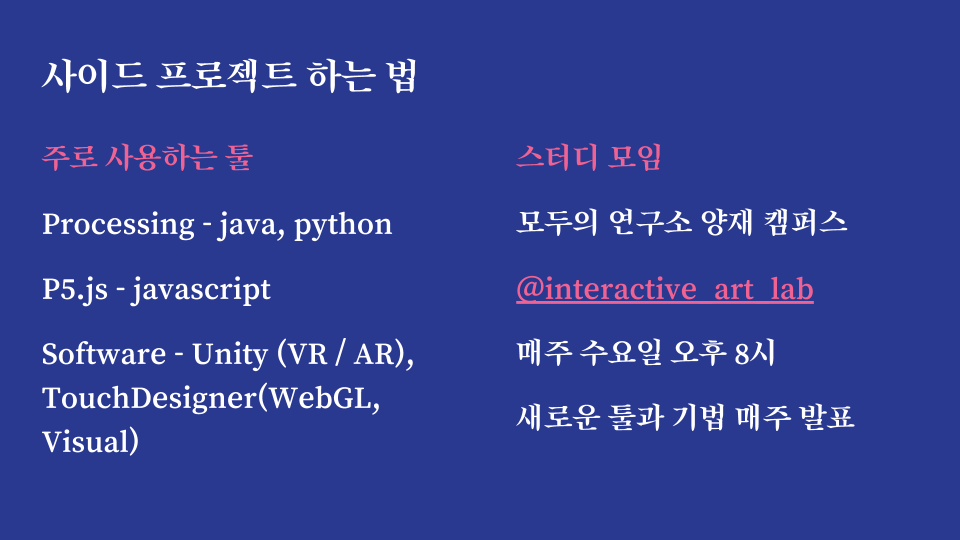 사이드 프로젝트 하는 법
주로 사용하는 툴
Processing - java, python
P5.js - javascript
Software - Unity (VR / AR),
TouchDesigner(WebGL,
Visual)
스터디 모임
모두의 연구소 양재 캠퍼스
@interactive_art_lab
매주 수요일 오후 8시
새로운 툴과 기법 매주 발표